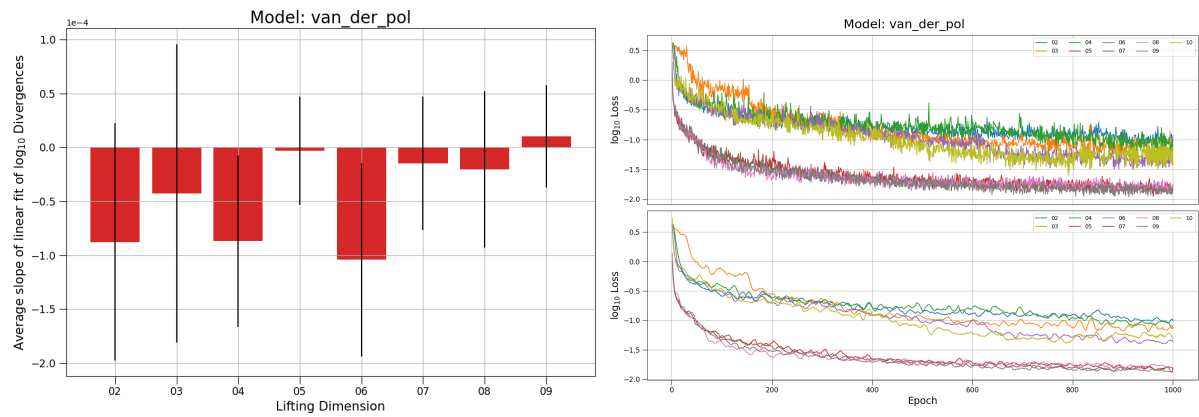 Model: van_der_pol
1e−4
1.0
0.5
0.0
−0.5
−1.0
−1.5
−2.0
Average slope of linear fit of log₁₀ Divergences
02 03 04 05 06 07 08 09
Lifting Dimension
Model: van_der_pol
02 04 06 08 10
03 05 07 09
0.5
0.0
−0.5
−1.0
−1.5
−2.0
log₁₀ Loss
02 04 06 08 10
03 05 07 09
0.5
0.0
−0.5
−1.0
−1.5
−2.0
log₁₀ Loss
0 200 400 600 800 1000
Epoch